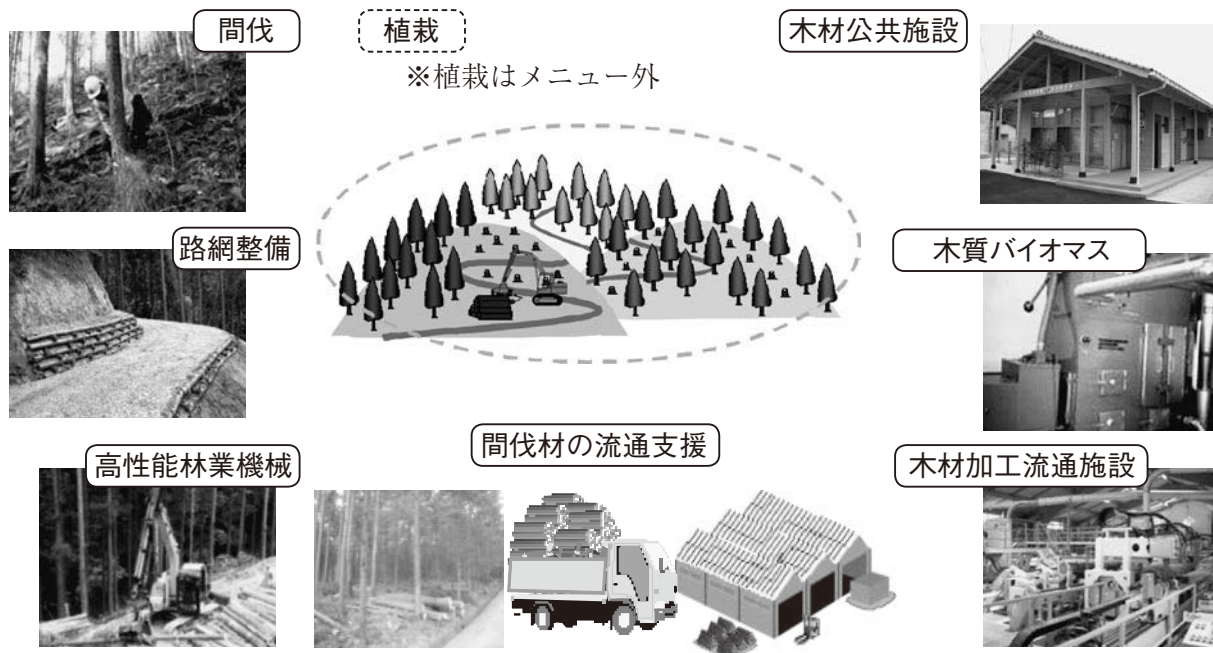 間伐
植栽
※植栽はメニュー外
木材公共施設
路網整備
木質バイオマス
高性能林業機械
間伐材の流通支援
木材加工流通施設